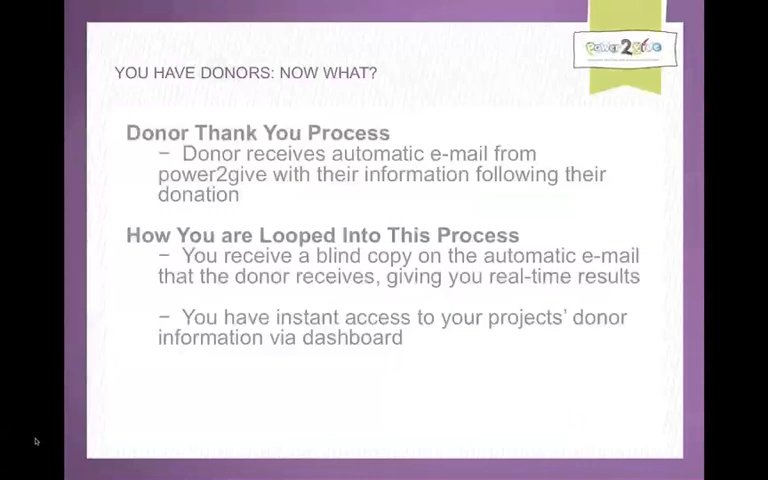 power2give
YOU HAVE DONORS: NOW WHAT?
Donor Thank You Process
− Donor receives automatic e-mail from
power2give with their information following their
donation
How You are Looped Into This Process
− You receive a blind copy on the automatic e-mail
that the donor receives, giving you real-time results
− You have instant access to your projects’ donor
information via dashboard